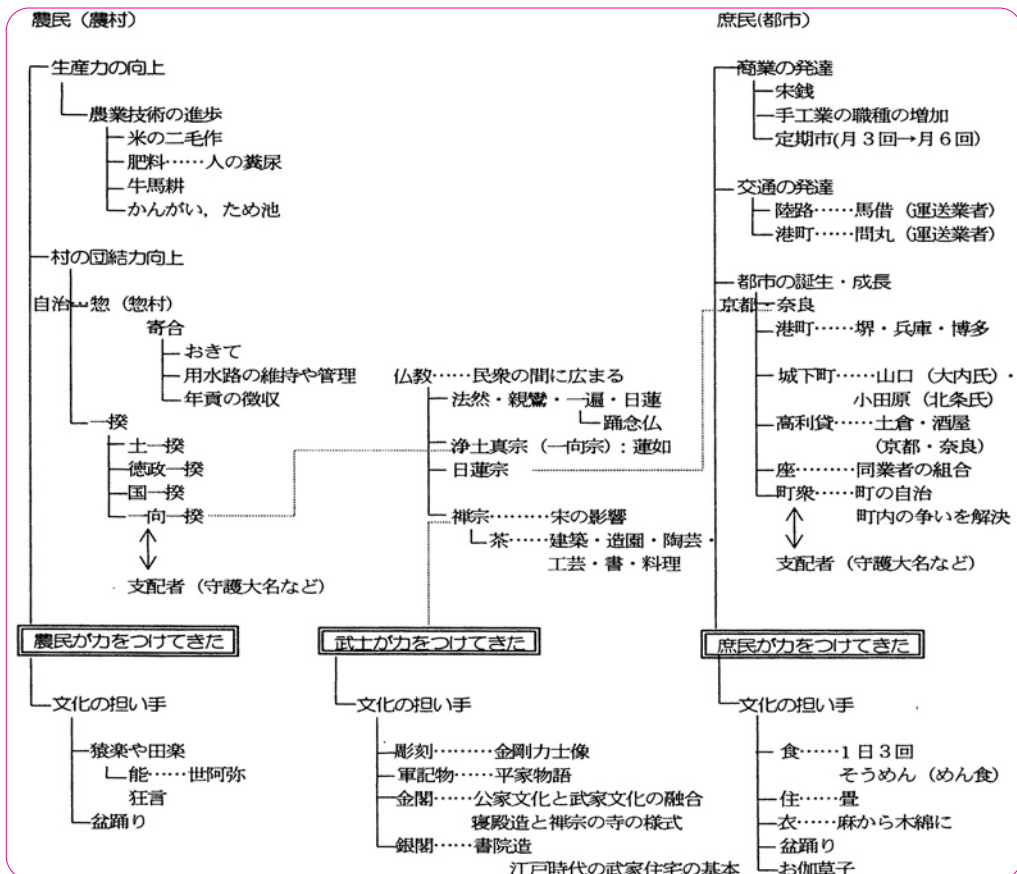 農民（農村）
生産力の向上
農業技術の進歩
米の二毛作
肥料……人の糞尿
牛馬耕
かんがい，ため池
村の団結力向上
自治 惣（惣村）
寄合
おきて
用水路の維持や管理
年貢の徴収
一揆
土一揆
徳政一揆
国一揆
一向一揆
支配者（守護大名など）
農民が力をつけてきた
文化の担い手
猿楽や田楽
能……世阿弥
狂言
盆踊り
仏教……民衆の間に広まる
法然・親鸞・一遍・日蓮
踊念仏
浄土真宗（一向宗）：蓮如
日蓮宗
禅宗………宋の影響
茶……建築・造園・陶芸・
工芸・書・料理
武士が力をつけてきた
文化の担い手
彫刻………金剛力士像
軍記物……平家物語
金閣……公家文化と武家文化の融合
寝殿造と禅宗の寺の様式
銀閣……書院造
江戸時代の武家住宅の基本
庶民(都市）
商業の発達
宋銭
手工業の職種の増加
定期市(月３回→月６回）
交通の発達
陸路……馬借（運送業者）
港町……問丸（運送業者）
都市の誕生・成長
京都・奈良
港町……堺・兵庫・博多
城下町……山口（大内氏）・
小田原（北条氏）
高利貸……土倉・酒屋
（京都・奈良）
座………同業者の組合
町衆……町の自治
町内の争いを解決
支配者（守護大名など）
庶民が力をつけてきた
文化の担い手
食……１日３回
そうめん（めん食）
住……畳
衣……麻から木綿に
盆踊り
お伽草子